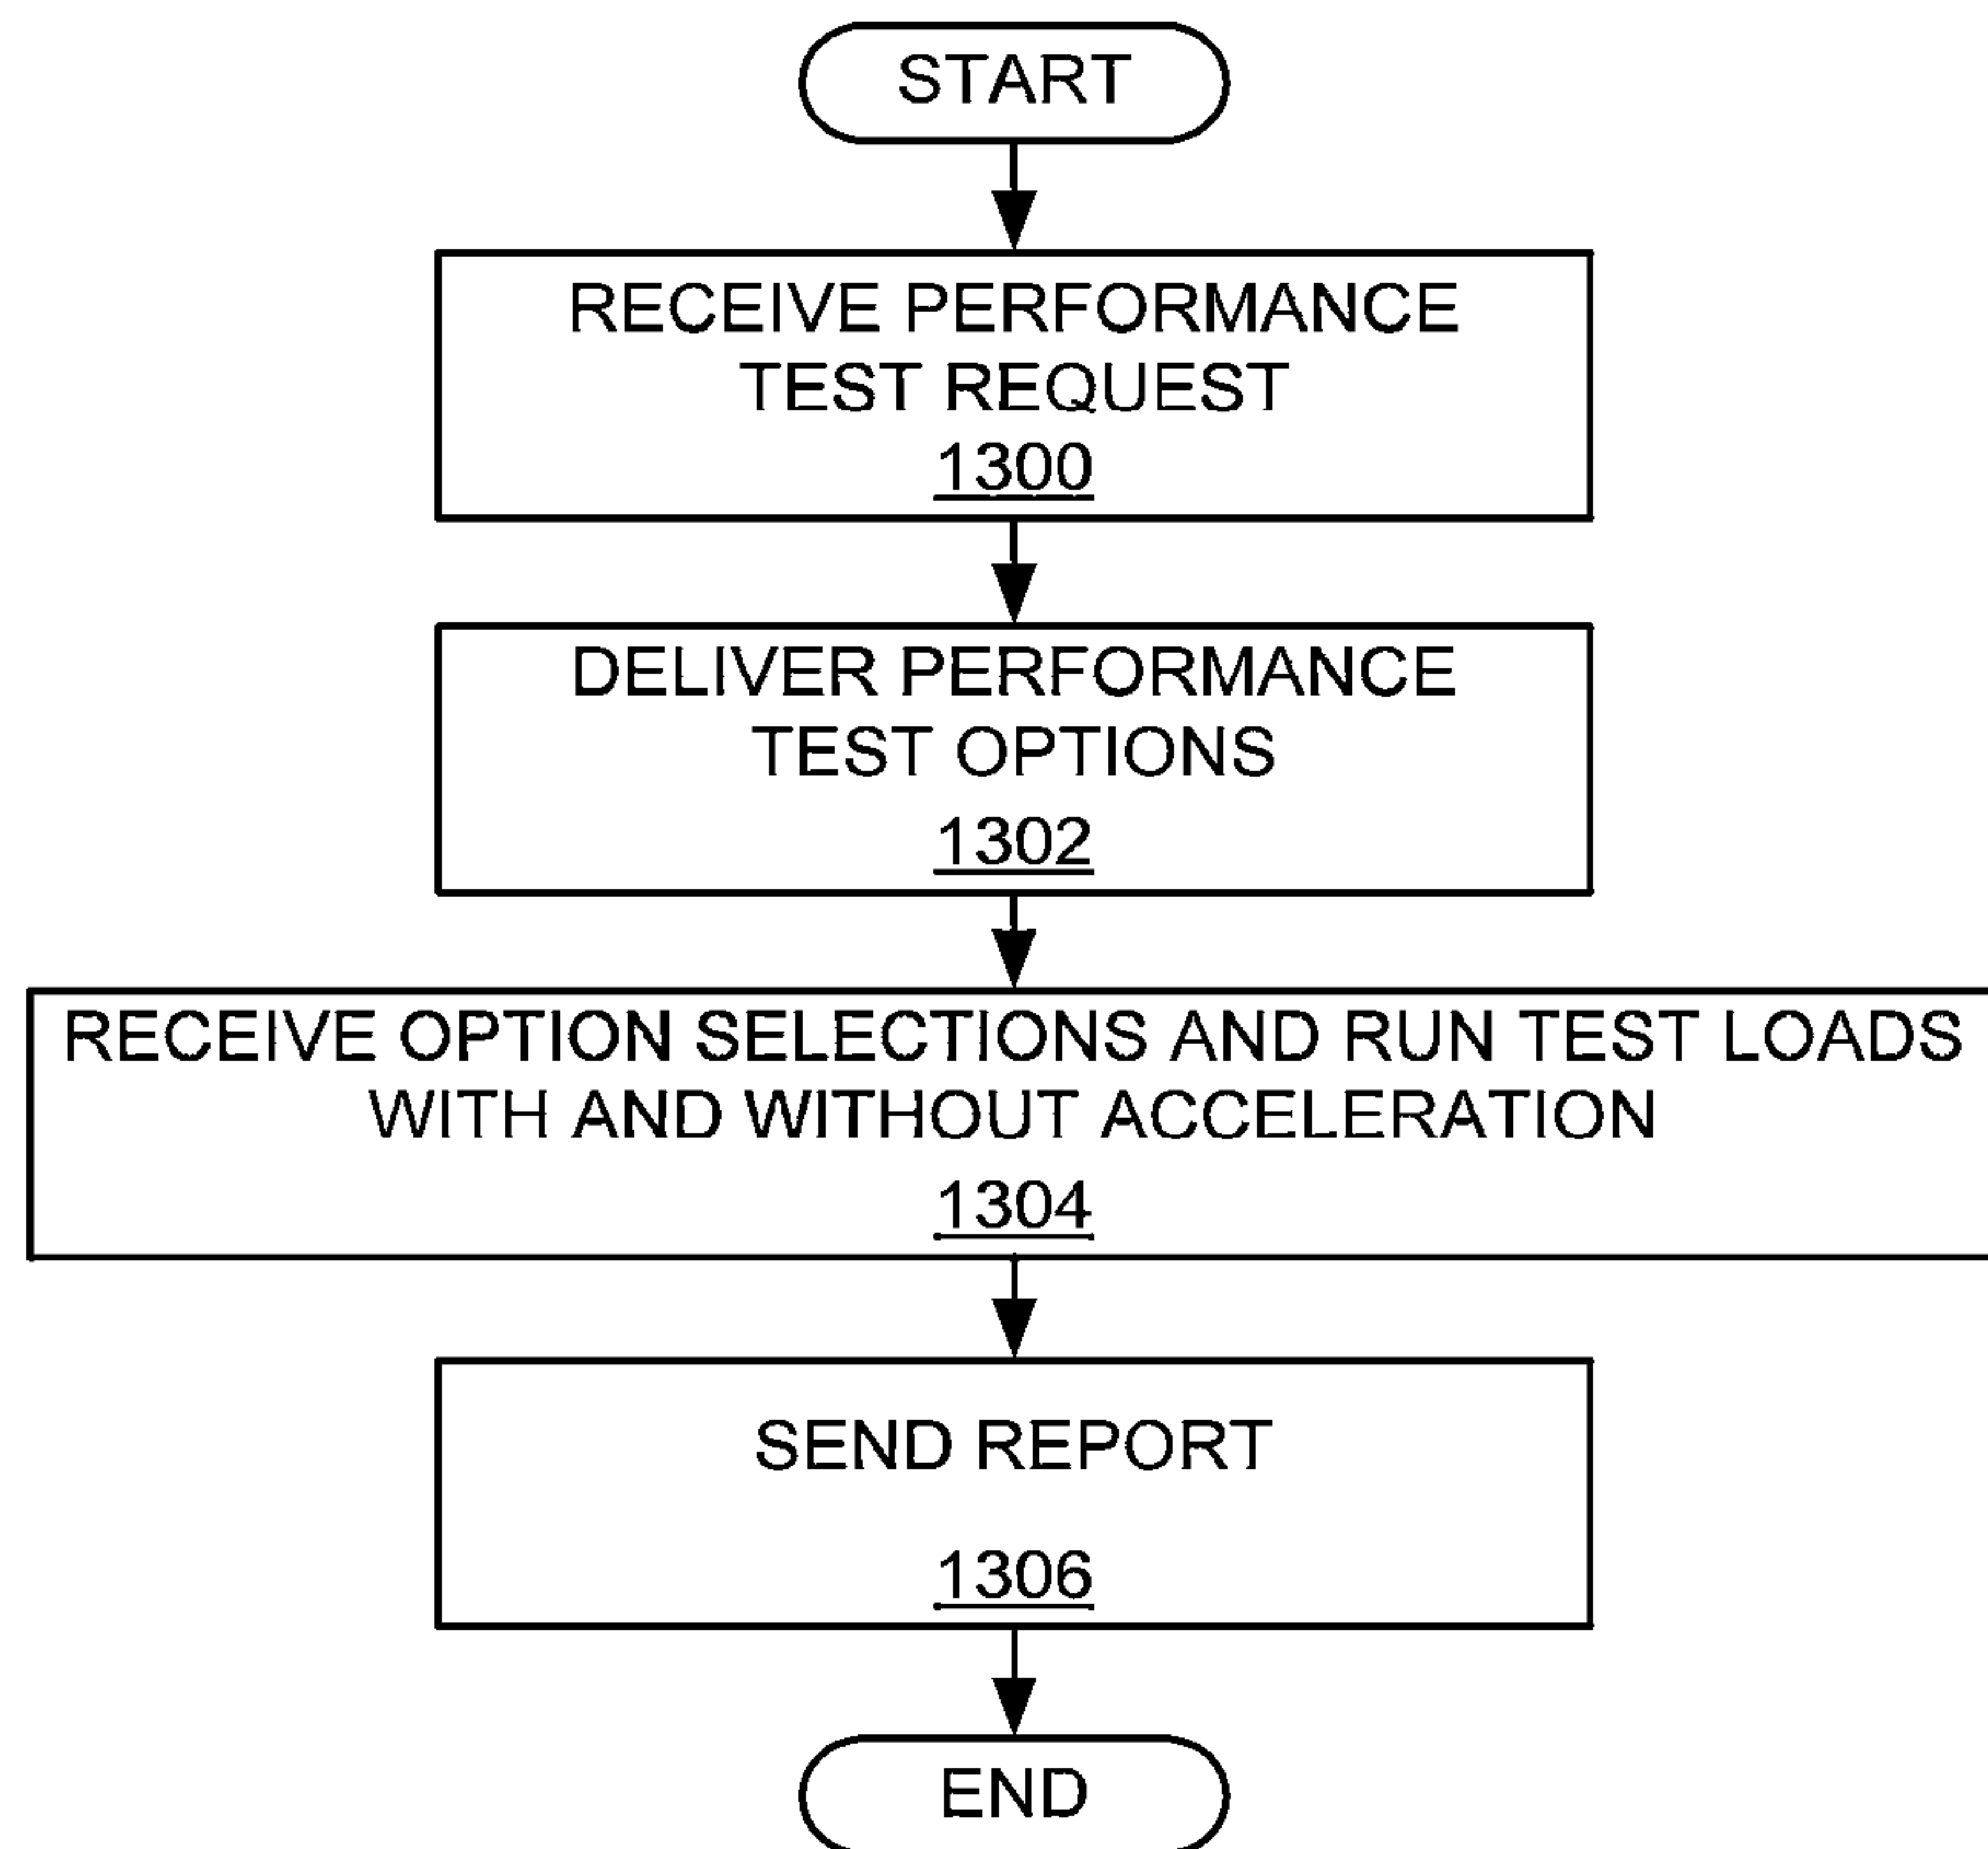 START
RECEIVE PERFORMANCE
TEST REQUEST
1300
DELIVER PERFORMANCE
TEST OPTIONS
1302
RECEIVE OPTION SELECTIONS AND RUN TEST LOADS
WITH AND WITHOUT ACCELERATION
1304
SEND REPORT
1306
END